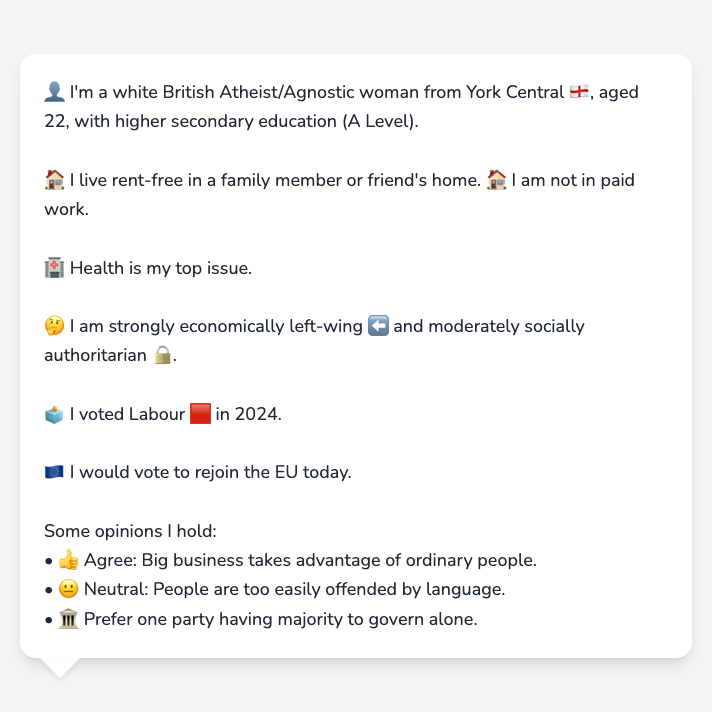 👤 I'm a white British Atheist/Agnostic woman from York Central 🏴󠁧󠁢󠁥󠁮󠁧󠁿, aged
22, with higher secondary education (A Level).
🏠 I live rent-free in a family member or friend's home. 🏠 I am not in paid
work.
🏥 Health is my top issue.
🤔 I am strongly economically left-wing ⬅️ and moderately socially
authoritarian 🔒.
🗳️ I voted Labour 🟥 in 2024.
🇪🇺 I would vote to rejoin the EU today.
Some opinions I hold:
• 👍 Agree: Big business takes advantage of ordinary people.
• 😐 Neutral: People are too easily offended by language.
• 🏛️ Prefer one party having majority to govern alone.